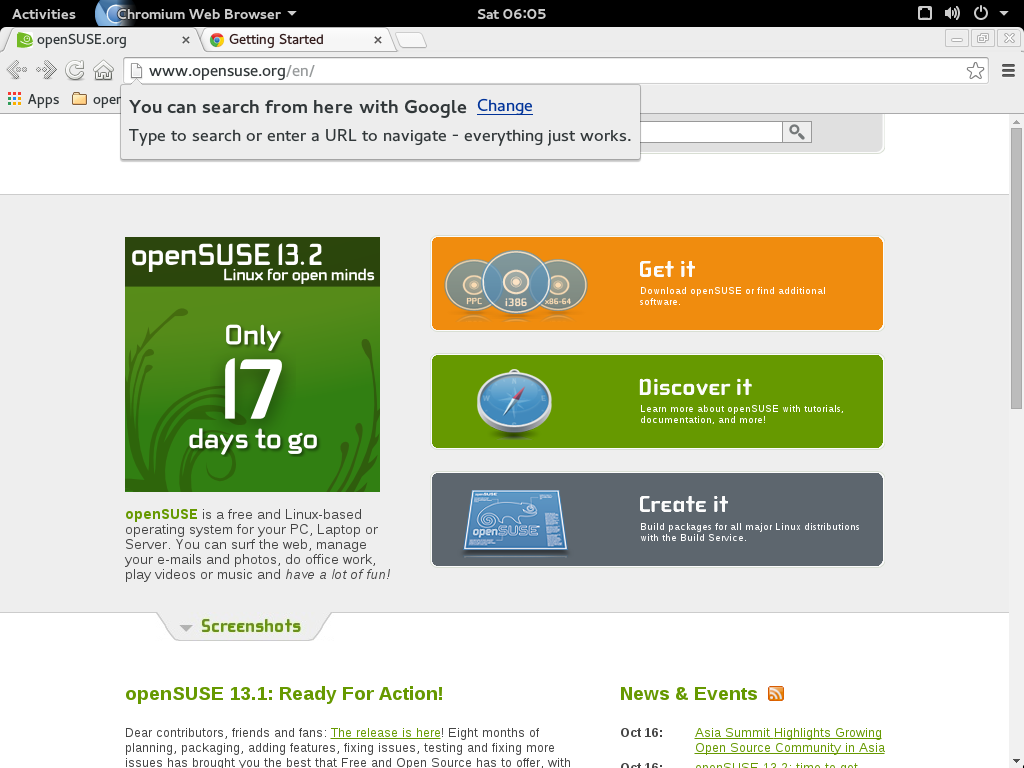 Activities Chromium Web Browser Sat 06:05
openSUSE.org Getting Started
www.opensuse.org/en/
Apps oper
You can search from here with Google Change
Type to search or enter a URL to navigate - everything just works.
openSUSE 13.2
Linux for open minds
Only
17
days to go
PPC i386 x86-64
Get it
Download openSUSE or find additional
software.
Discover it
Learn more about openSUSE with tutorials,
documentation, and more!
openSUSE
Create it
Build packages for all major Linux distributions
with the Build Service.
openSUSE is a free and Linux-based
operating system for your PC, Laptop or
Server. You can surf the web, manage
your e-mails and photos, do office work,
play videos or music and have a lot of fun!
Screenshots
openSUSE 13.1: Ready For Action!
Dear contributors, friends and fans: The release is here! Eight months of
planning, packaging, adding features, fixing issues, testing and fixing more
issues has brought you the best that Free and Open Source has to offer, with
News & Events
Oct 16: Asia Summit Highlights Growing
Open Source Community in Asia
Oct 16: openSUSE 13.2: time to get